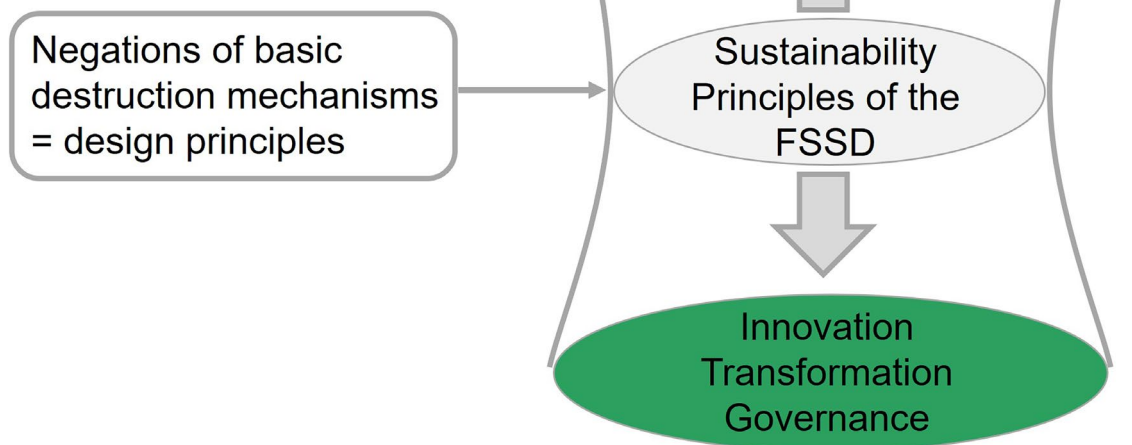 Negations of basic
destruction mechanisms
= design principles
Sustainability
Principles of the
FSSD
Innovation
Transformation
Governance